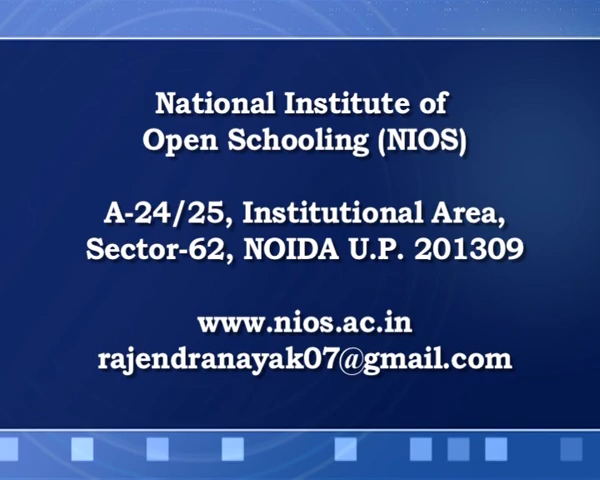 National Institute of
Open Schooling (NIOS)
A-24/25, Institutional Area,
Sector-62, NOIDA U.P. 201309
www.nios.ac.in
rajendranayak07@gmail.com